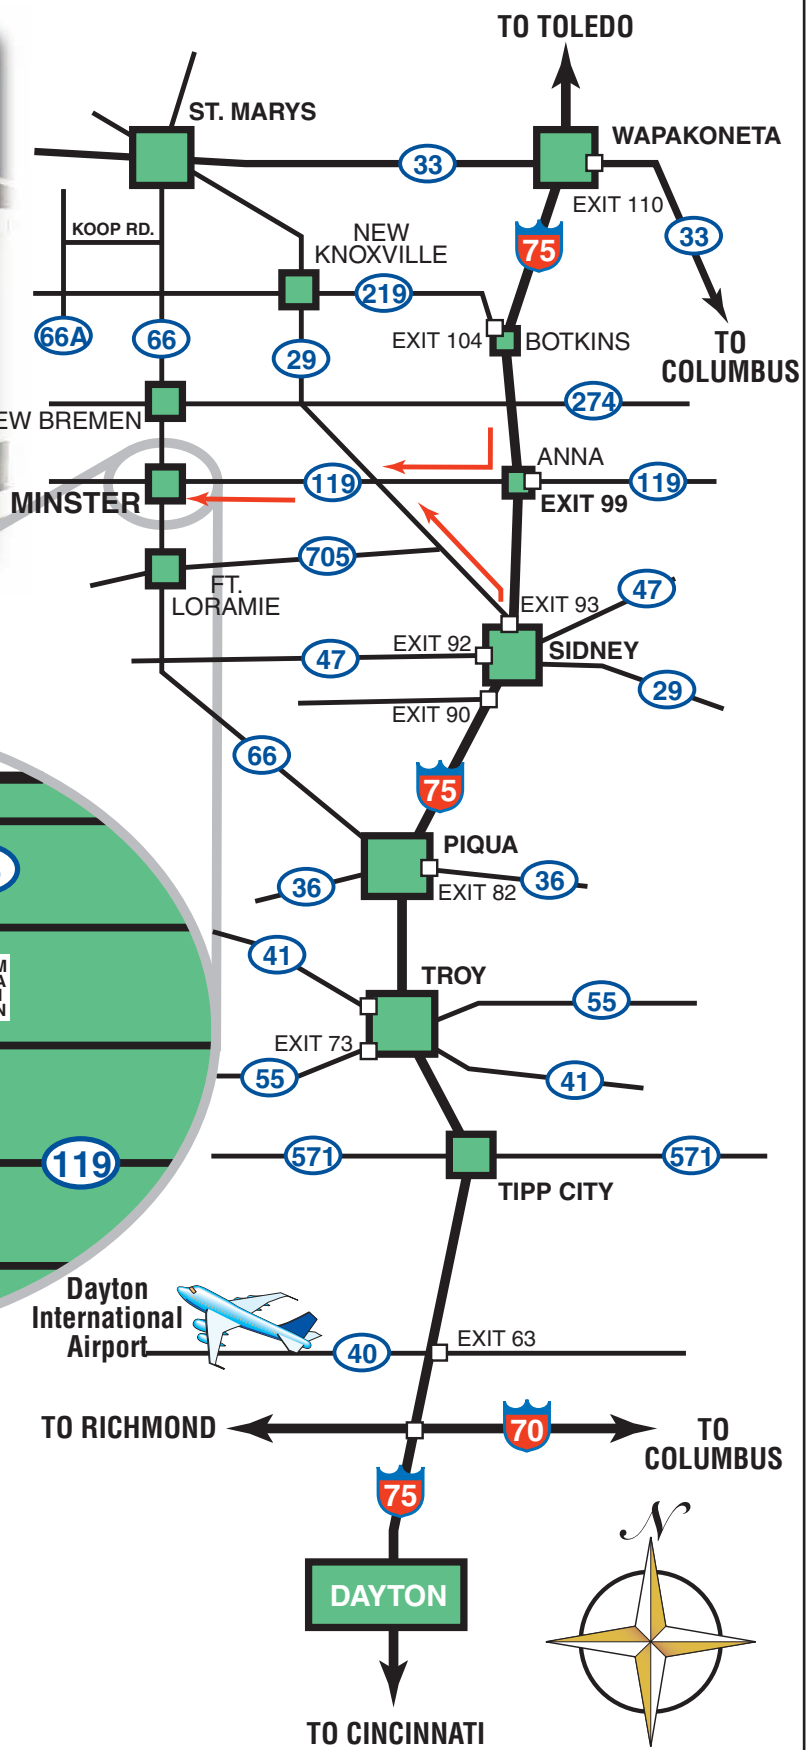 TO TOLEDO
ST. MARYS
WAPAKONETA
33
EXIT 110
KOOP RD.
NEW
KNOXVILLE
75
33
219
66A
66
EXIT 104
BOTKINS
TO
COLUMBUS
29
274
EW BREMEN
ANNA
119
119
MINSTER
EXIT 99
705
FT.
LORAMIE
47
EXIT 93
EXIT 92
SIDNEY
47
29
EXIT 90
66
75
PIQUA
36
EXIT 82
36
41
M
A
I
N
TROY
55
EXIT 73
55
41
119
571
571
TIPP CITY
Dayton
International
Airport
EXIT 63
40
TO RICHMOND
70
TO
COLUMBUS
75
N
DAYTON
TO CINCINNATI